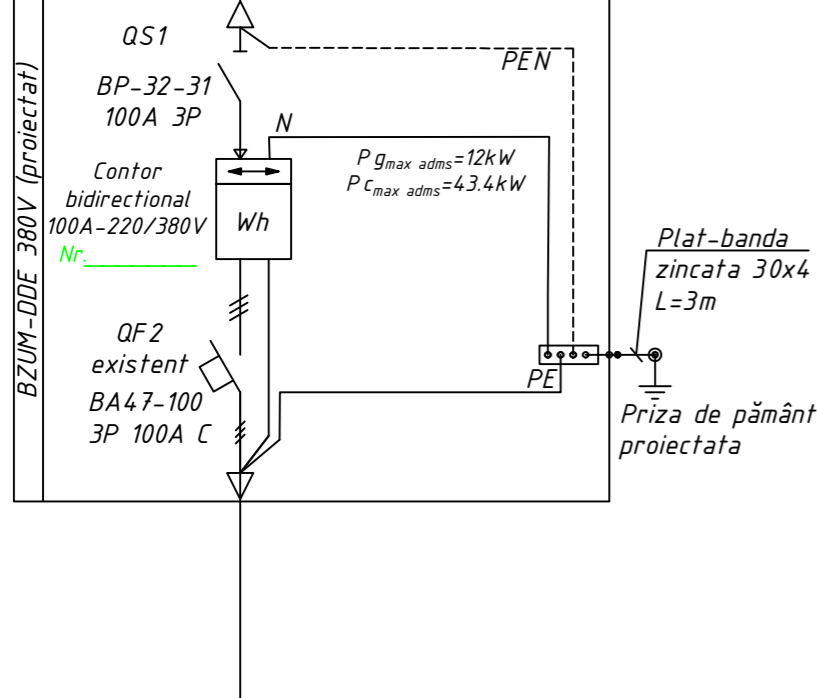 BZUM-DDE 380V (proiectat)
QS1
BP-32-31
100A 3P
PEN
N
Pgmax adms=12kW
Pcmax adms=43.4kW
Contor
bidirectional
100A-220/380V
Nr.________
Wh
QF2
existent
BA47-100
3P 100A C
PE
Plat-banda
zincata 30x4
L=3m
Priza de pământ
proiectata